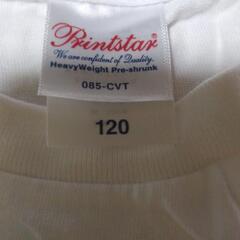 Printstar
We are confident of Quality.
HeavyWeight Pre-shrunk
085-CVT
120